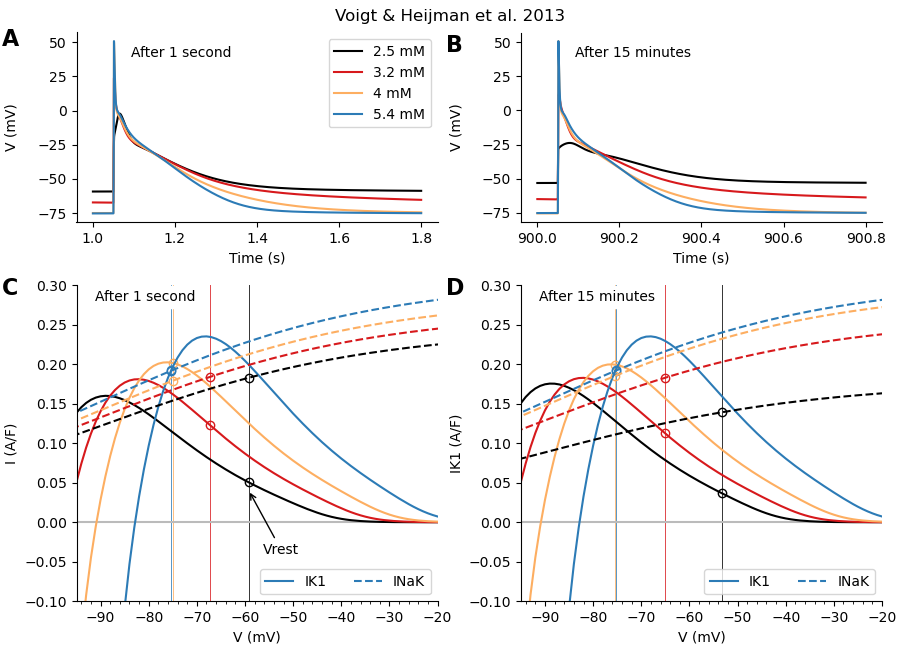 Voigt & Heijman et al. 2013
A
After 1 second
2.5 mM
3.2 mM
4 mM
5.4 mM
50
25
0
−25
−50
−75
V (mV)
1.0 1.2 1.4 1.6 1.8
Time (s)
B
After 15 minutes
50
25
0
−25
−50
−75
V (mV)
900.0 900.2 900.4 900.6 900.8
Time (s)
C
After 1 second
0.30
0.25
0.20
0.15
0.10
0.05
0.00
−0.05
−0.10
I (A/F)
Vrest
IK1 INaK
−90 −80 −70 −60 −50 −40 −30 −20
V (mV)
D
After 15 minutes
0.30
0.25
0.20
0.15
0.10
0.05
0.00
−0.05
−0.10
IK1 (A/F)
IK1 INaK
−90 −80 −70 −60 −50 −40 −30 −20
V (mV)